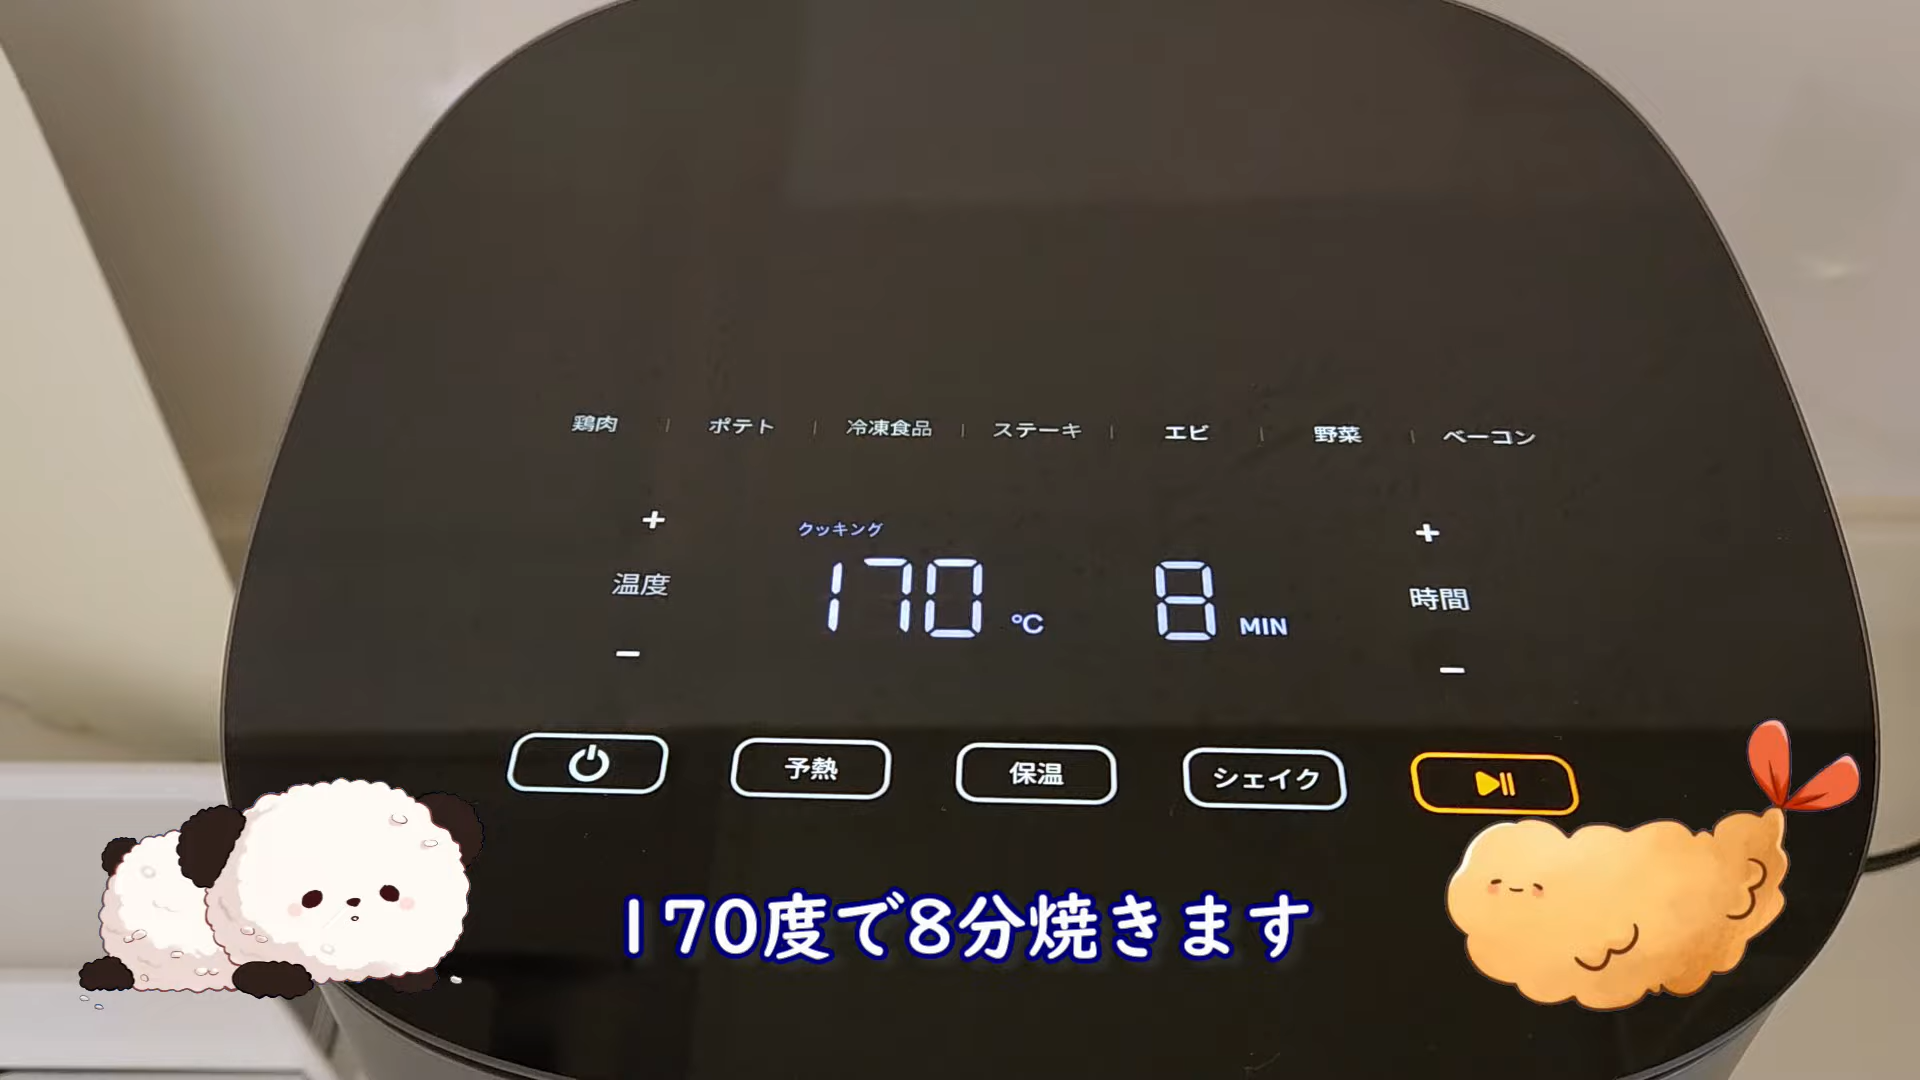 鶏肉 | ポテト | 冷凍食品 | ステーキ | エビ | 野菜 | ベーコン
+ クッキング +
温度 170 ℃ 8 MIN 時間
− −
予熱 保温 シェイク
170度で8分焼きます